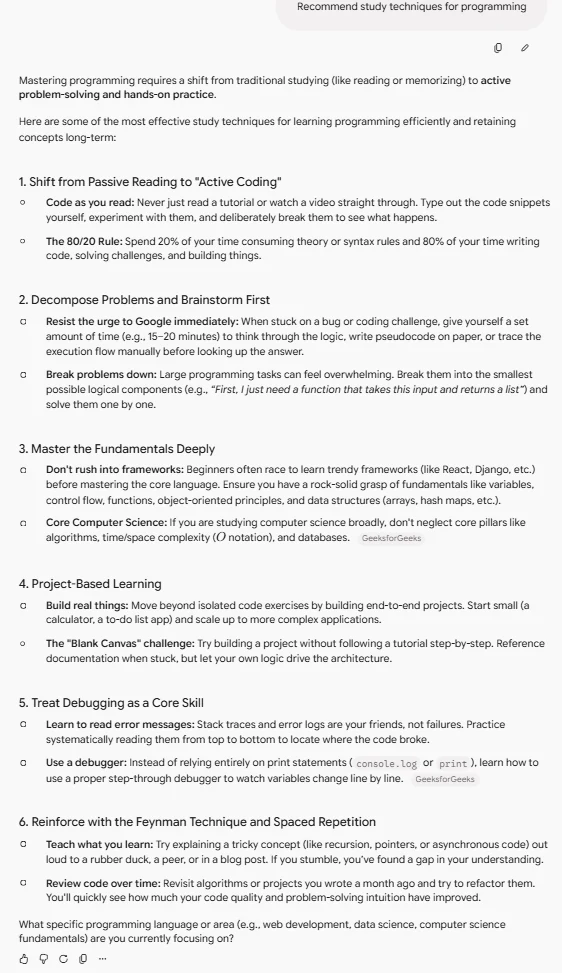 Recommend study techniques for programming
Mastering programming requires a shift from traditional studying (like reading or memorizing) to active
problem-solving and hands-on practice.
Here are some of the most effective study techniques for learning programming efficiently and retaining
concepts long-term:
1. Shift from Passive Reading to "Active Coding"
Code as you read: Never just read a tutorial or watch a video straight through. Type out the code snippets
yourself, experiment with them, and deliberately break them to see what happens.
The 80/20 Rule: Spend 20% of your time consuming theory or syntax rules and 80% of your time writing
code, solving challenges, and building things.
2. Decompose Problems and Brainstorm First
Resist the urge to Google immediately: When stuck on a bug or coding challenge, give yourself a set
amount of time (e.g., 15–20 minutes) to think through the logic, write pseudocode on paper, or trace the
execution flow manually before looking up the answer.
Break problems down: Large programming tasks can feel overwhelming. Break them into the smallest
possible logical components (e.g., "First, I just need a function that takes this input and returns a list") and
solve them one by one.
3. Master the Fundamentals Deeply
Don't rush into frameworks: Beginners often race to learn trendy frameworks (like React, Django, etc.)
before mastering the core language. Ensure you have a rock-solid grasp of fundamentals like variables,
control flow, functions, object-oriented principles, and data structures (arrays, hash maps, etc.).
Core Computer Science: If you are studying computer science broadly, don't neglect core pillars like
algorithms, time/space complexity (O notation), and databases. GeeksforGeeks
4. Project-Based Learning
Build real things: Move beyond isolated code exercises by building end-to-end projects. Start small (a
calculator, a to-do list app) and scale up to more complex applications.
The "Blank Canvas" challenge: Try building a project without following a tutorial step-by-step. Reference
documentation when stuck, but let your own logic drive the architecture.
5. Treat Debugging as a Core Skill
Learn to read error messages: Stack traces and error logs are your friends, not failures. Practice
systematically reading them from top to bottom to locate where the code broke.
Use a debugger: Instead of relying entirely on print statements ( console.log or print ), learn how to
use a proper step-through debugger to watch variables change line by line. GeeksforGeeks
6. Reinforce with the Feynman Technique and Spaced Repetition
Teach what you learn: Try explaining a tricky concept (like recursion, pointers, or asynchronous code) out
loud to a rubber duck, a peer, or in a blog post. If you stumble, you've found a gap in your understanding.
Review code over time: Revisit algorithms or projects you wrote a month ago and try to refactor them.
You'll quickly see how much your code quality and problem-solving intuition have improved.
What specific programming language or area (e.g., web development, data science, computer science
fundamentals) are you currently focusing on?